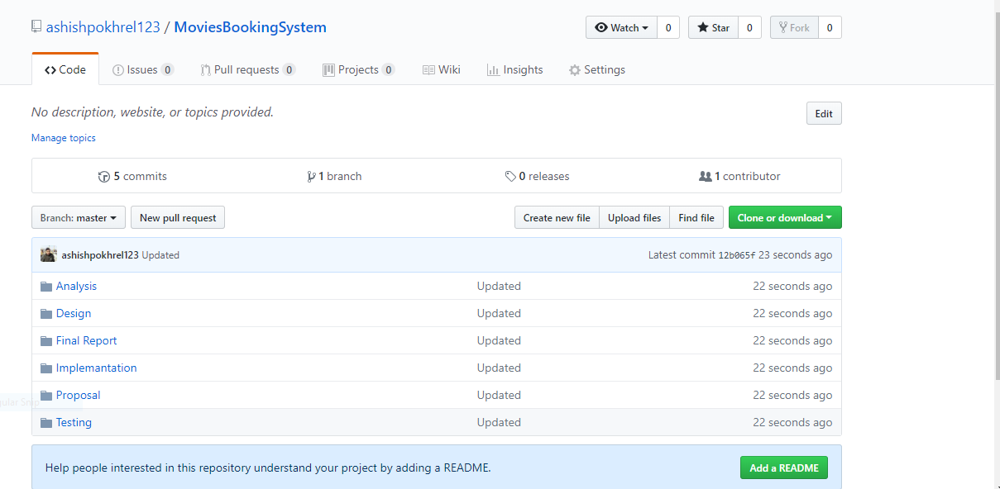 ashishpokhrel123 / MoviesBookingSystem Watch 0 Star 0 Fork 0
Code Issues 0 Pull requests 0 Projects 0 Wiki Insights Settings
No description, website, or topics provided. Edit
Manage topics
5 commits 1 branch 0 releases 1 contributor
Branch: master New pull request Create new file Upload files Find file Clone or download
ashishpokhrel123 Updated Latest commit 12b065f 23 seconds ago
Analysis Updated 22 seconds ago
Design Updated 22 seconds ago
Final Report Updated 22 seconds ago
Implemantation Updated 22 seconds ago
Proposal Updated 22 seconds ago
Testing Updated 22 seconds ago
Help people interested in this repository understand your project by adding a README. Add a README